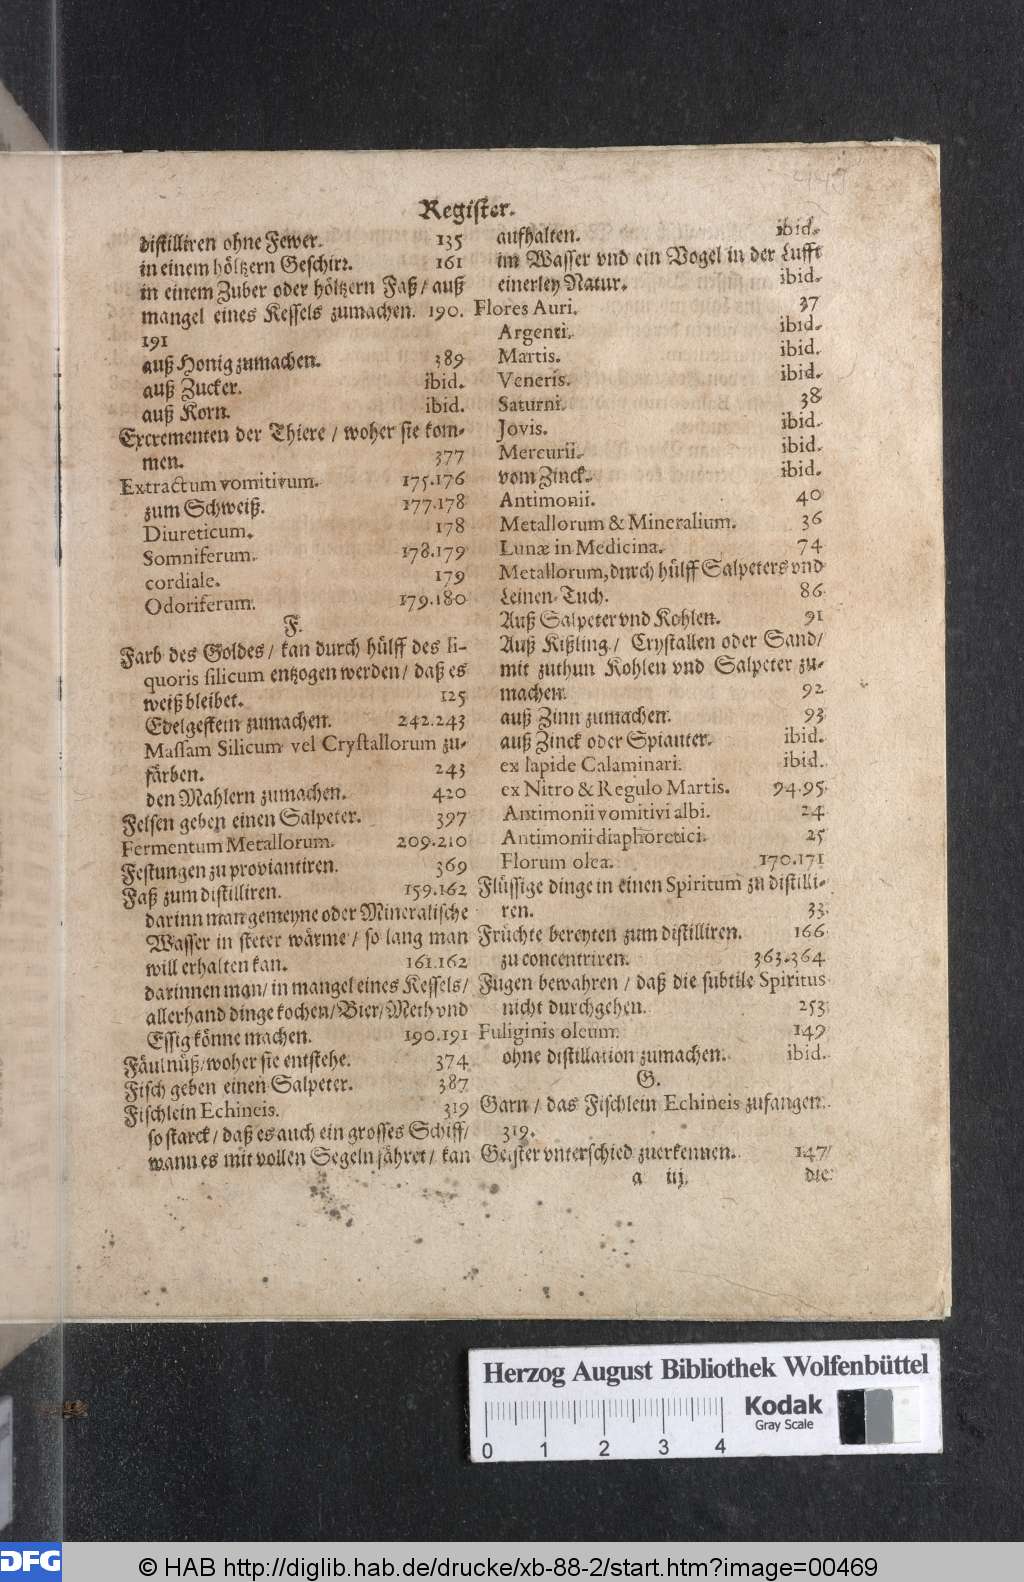 Register.
distilliren ohne Fewer. 135
in einem höltzern Geschirr. 161
in einem Zuber oder höltzern Faß / auß
mangel eines Kessels zumachen. 190.
191
auß Honig zumachen. 389
auß Zucker. ibid.
auß Korn. ibid.
Excrementen der Thiere / woher sie kom-
men. 377
Extractum vomitivum. 175.176
zum Schweiß. 177.178
Diureticum. 178
Somniferum. 178.179
cordiale. 179
Odoriferum. 179.180
F.
Farb des Goldes / kan durch hülff des li-
quoris silicum entzogen werden / daß es
weiß bleibet. 125
Edelgestein zumachen. 242.243
Massam Silicum vel Crystallorum zu-
färben. 243
den Mahlern zumachen. 420
Felsen geben einen Salpeter. 397
Fermentum Metallorum. 209.210
Festungen zu proviantiren. 369
Faß zum distilliren. 159.162
darinn man gemeyne oder Mineralische
Wasser in steter wärme / so lang man
will erhalten kan. 161.162
darinnen man / in mangel eines Kessels /
allerhand dinge kochen / Bier / Meth vnd
Essig könne machen. 190.191
Fäulnüß / woher sie entstehe. 374
Fisch geben einen Salpeter. 387
Fischlein Echineis. 319
so starck / daß es auch ein grosses Schiff /
wann es mit vollen Segeln fähret / kan
aufhalten. ibid.
im Wasser vnd ein Vogel in der Lufft
einerley Natur. ibid.
Flores Auri. 37
Argenti. ibid.
Martis. ibid.
Veneris. ibid.
Saturni. 38
Jovis. ibid.
Mercurii. ibid.
vom Zinck. ibid.
Antimonii. 40
Metallorum & Mineralium. 36
Lunæ in Medicina. 74
Metallorum, durch hülff Salpeters vnd
Leinen-Tuch. 86
Auß Salpeter vnd Kohlen. 91
Auß Kißling / Crystallen oder Sand /
mit zuthun Kohlen vnd Salpeter zu-
machen. 92
auß Zinn zumachen. 93
auß Zinck oder Spianter. ibid.
ex lapide Calaminari. ibid.
ex Nitro & Regulo Martis. 94.95
Antimonii vomitivi albi. 24
Antimonii diaphoretici. 25
Florum olea. 170.171
Flüssige dinge in einen Spiritum zu distilli-
ren. 33
Früchte bereyten zum distilliren. 166
zu concentriren. 363.364
Fugen bewahren / daß die subtile Spiritus
nicht durchgehen. 253
Fuliginis oleum. 149
ohne distillation zumachen. ibid.
G.
Garn / das Fischlein Echineis zufangen.
319.
Geister vnterschied zuerkennen. 147
a iij. die
Herzog August Bibliothek Wolfenbüttel
0 1 2 3 4
Kodak
Gray Scale
DFG
© HAB http://diglib.hab.de/drucke/xb-88-2/start.htm?image=00469